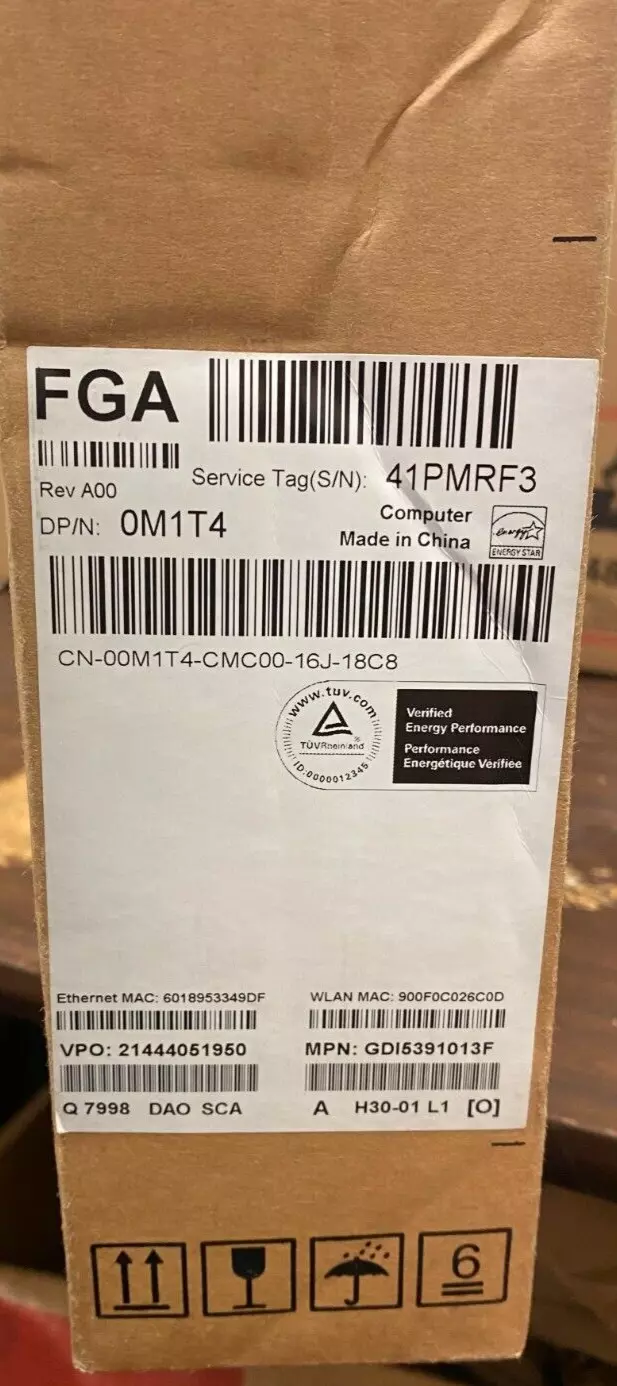 FGA
Service Tag(S/N): 41PMRF3
Rev A00
DP/N: 0M1T4
Computer
Made in China
energy
ENERGY STAR
CN-00M1T4-CMC00-16J-18C8
www.tuv.com
TÜVRheinland®
ID:0000012345
Verified
Energy Performance
Performance
Energétique Vérifiée
Ethernet MAC: 6018953349DF
WLAN MAC: 900F0C026C0D
VPO: 21444051950
MPN: GDI5391013F
Q 7998 DAO SCA
A H30-01 L1 [O]
6